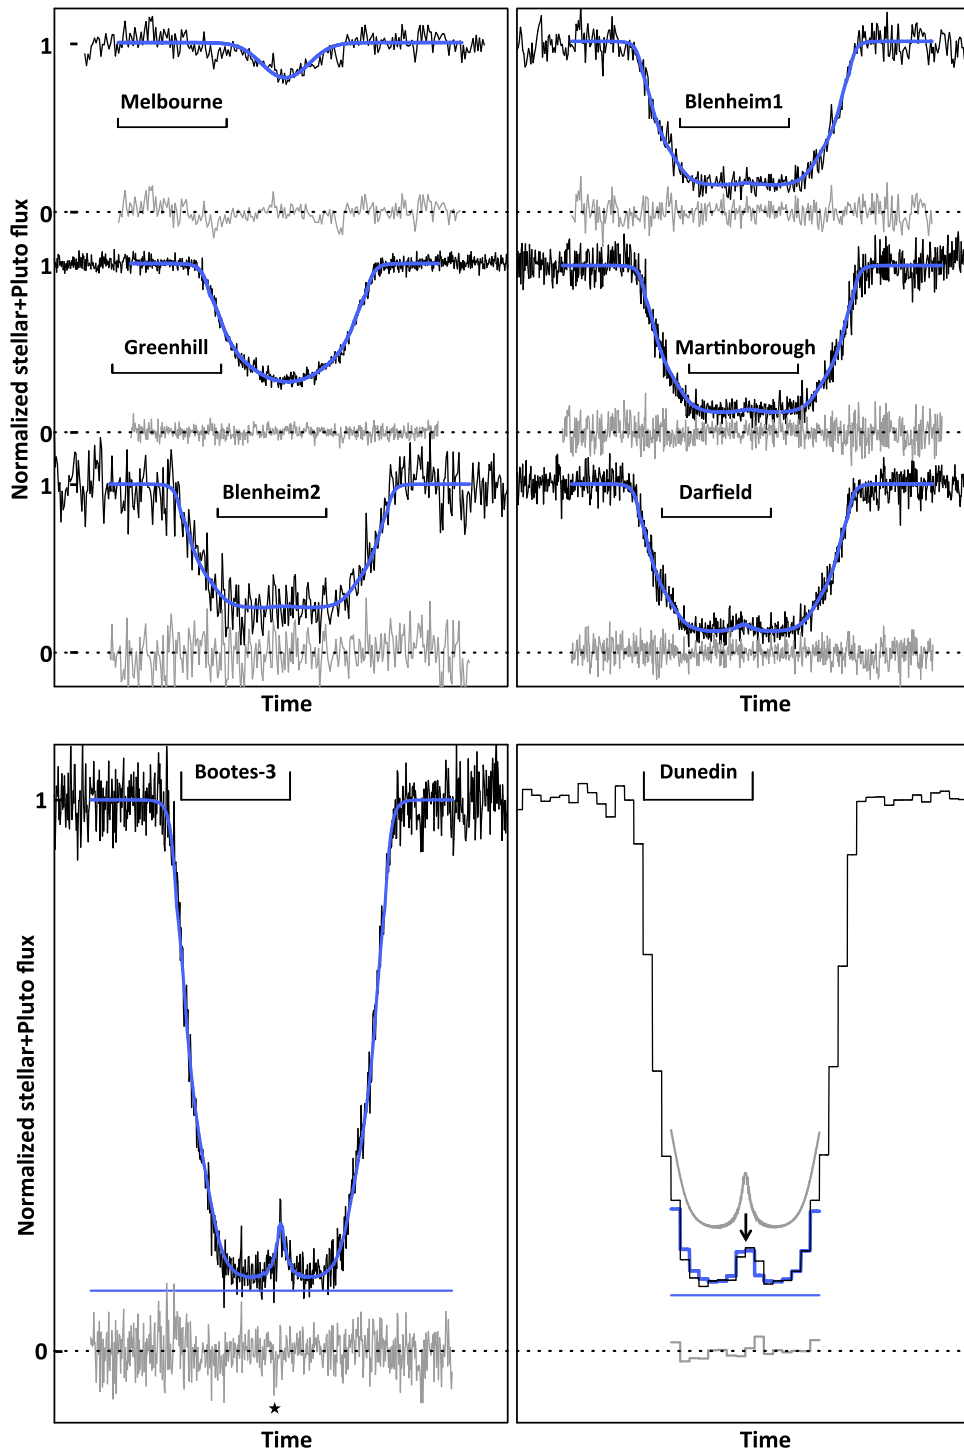 1
Melbourne
0
1
Greenhill
0
1
Blenheim2
0
Normalized stellar+Pluto flux
Time
Blenheim1
Martinborough
Darfield
Time
Bootes-3
1
0
Normalized stellar+Pluto flux
Time
Dunedin
Time